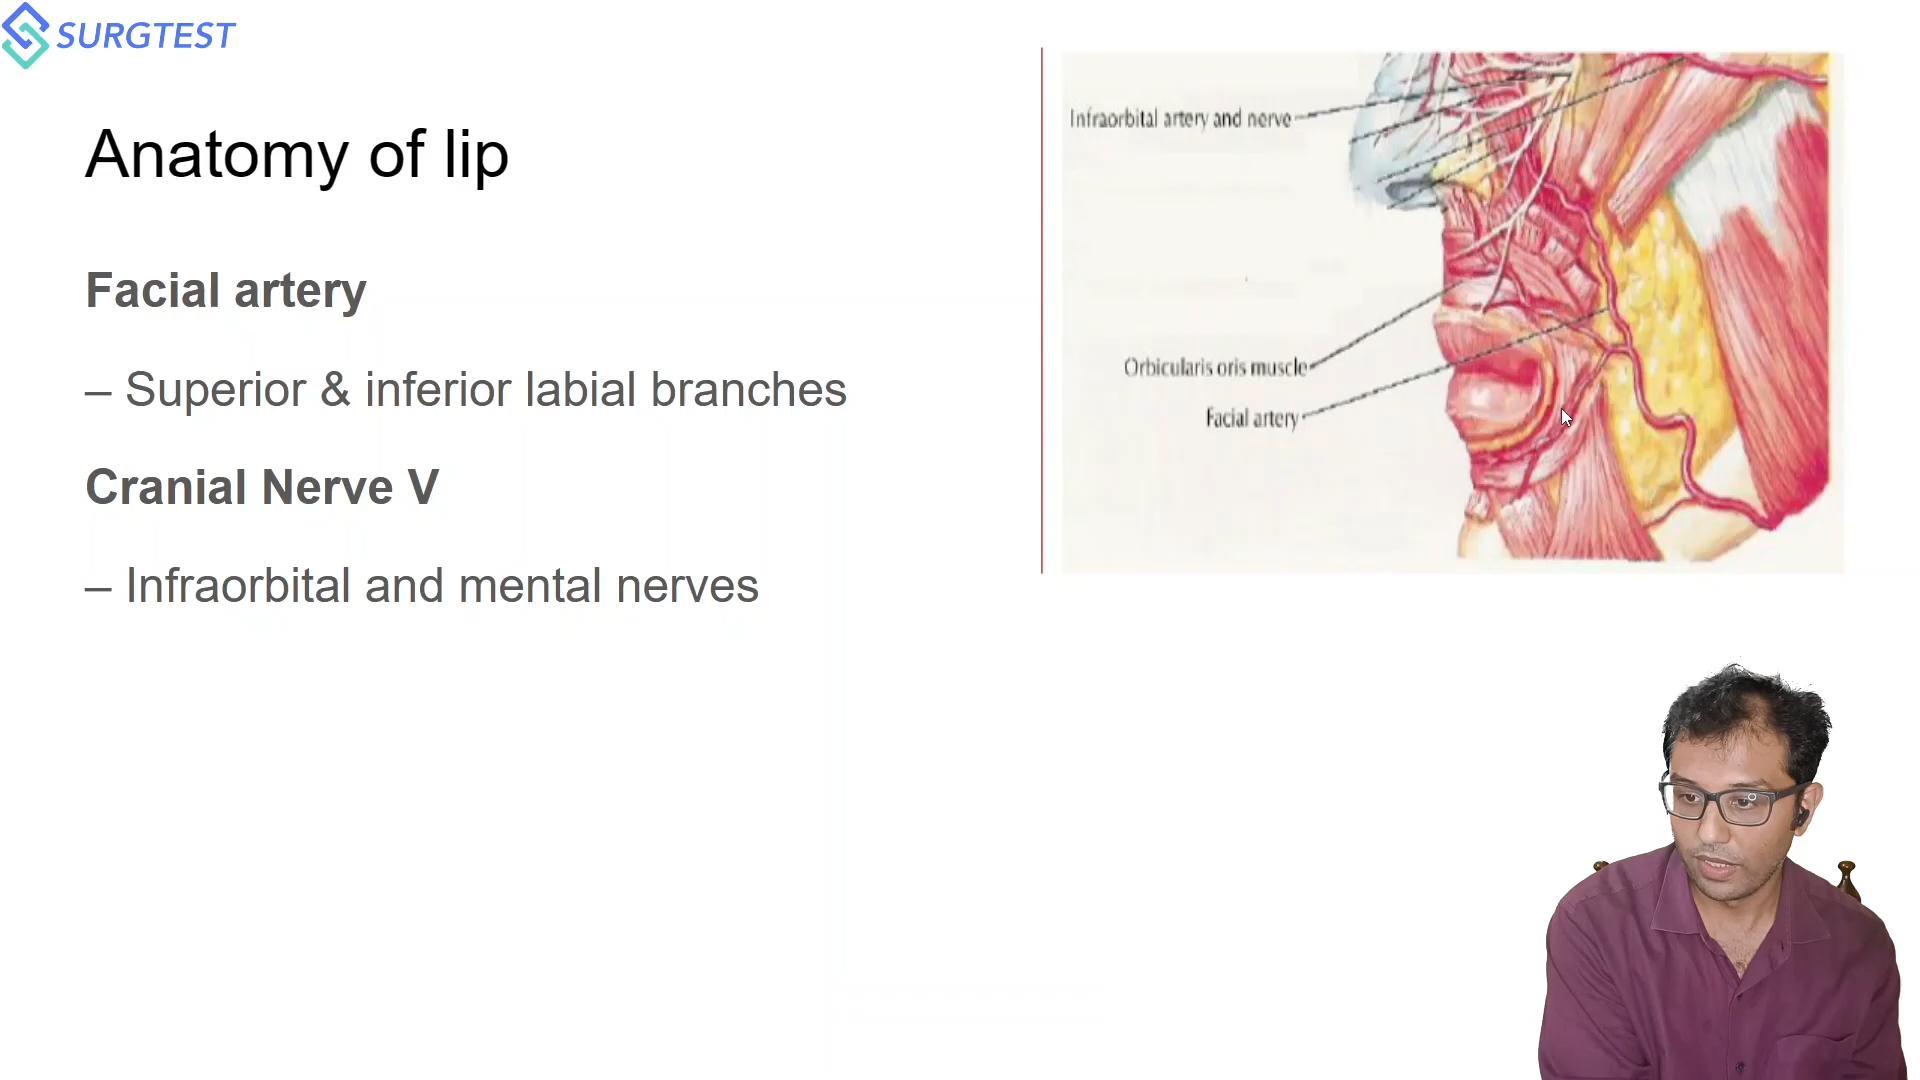 SURGTEST
Anatomy of lip
Facial artery
– Superior & inferior labial branches
Cranial Nerve V
– Infraorbital and mental nerves
Infraorbital artery and nerve
Orbicularis oris muscle
Facial artery